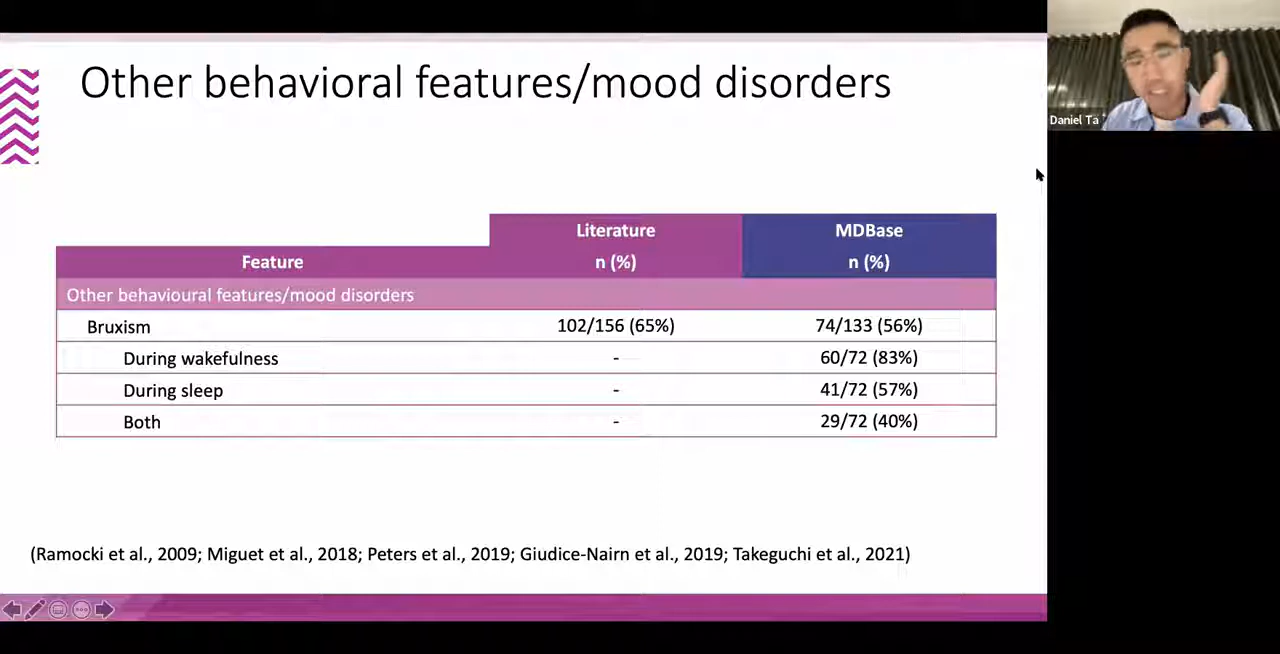 Other behavioral features/mood disorders
Daniel Ta
Literature MDBase
Feature n (%) n (%)
Other behavioural features/mood disorders
Bruxism 102/156 (65%) 74/133 (56%)
During wakefulness - 60/72 (83%)
During sleep - 41/72 (57%)
Both - 29/72 (40%)
(Ramocki et al., 2009; Miguet et al., 2018; Peters et al., 2019; Giudice-Nairn et al., 2019; Takeguchi et al., 2021)